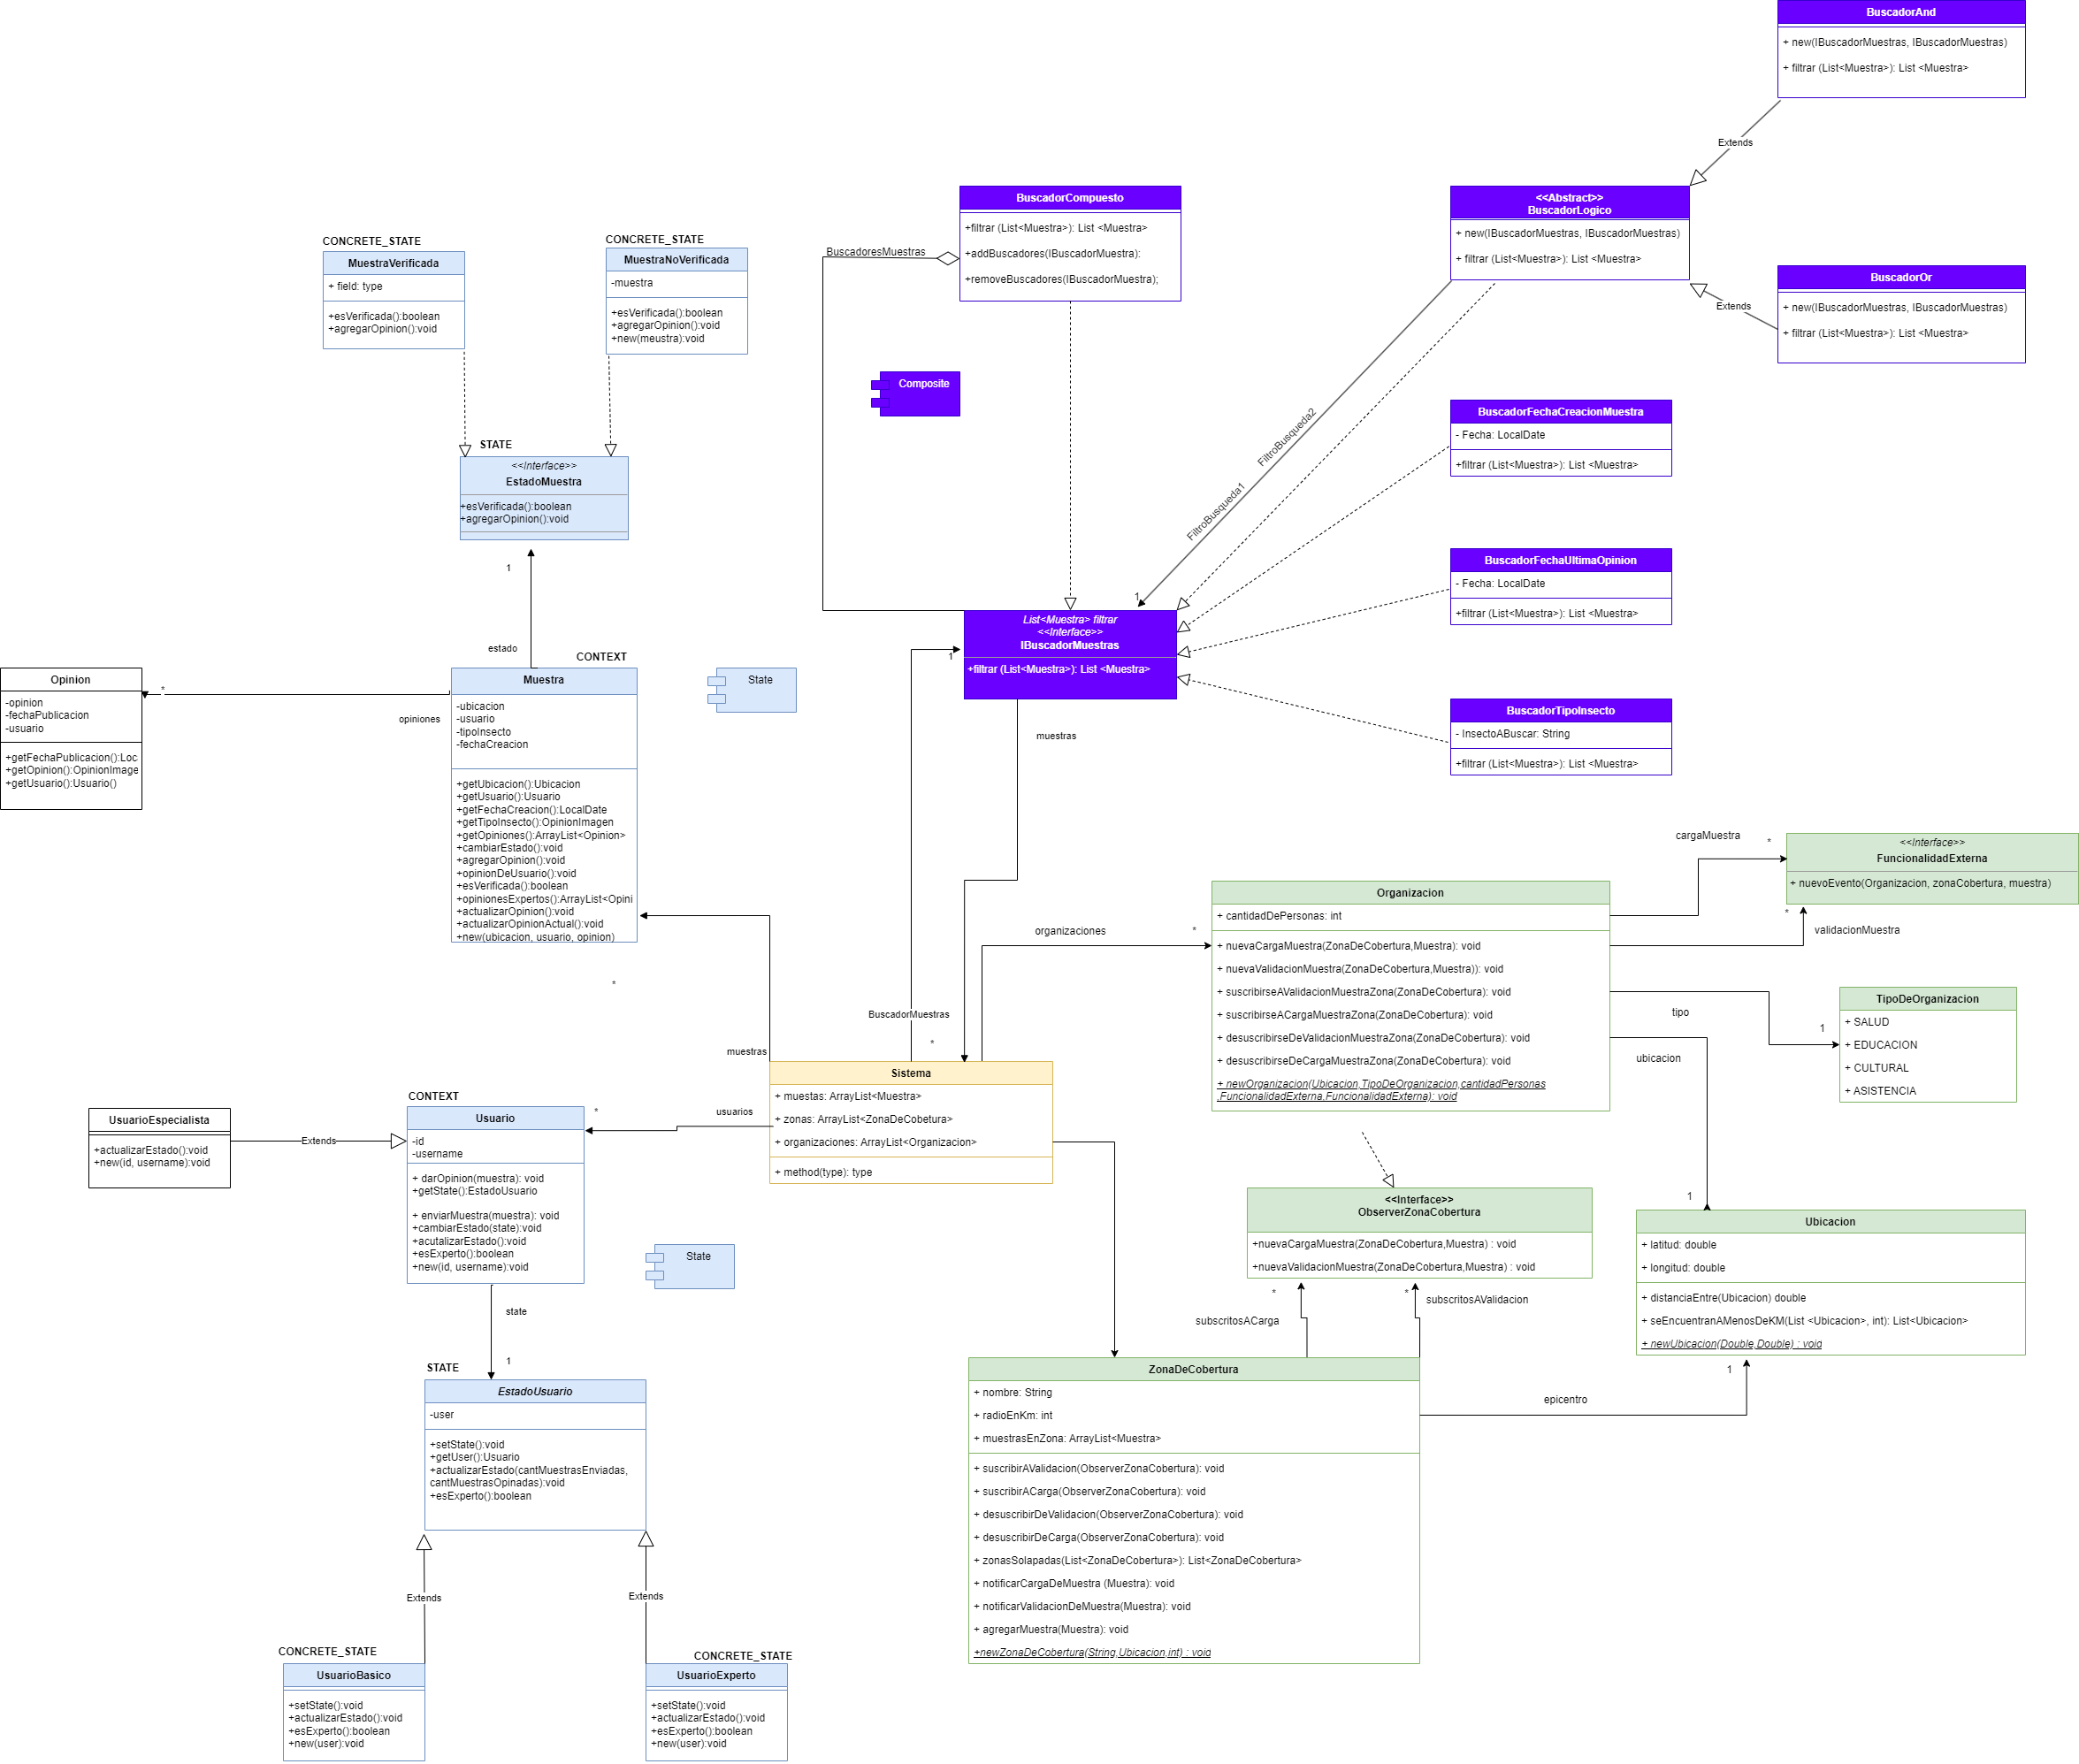 BuscadorAnd
+ new(IBuscadorMuestras, IBuscadorMuestras)
+ filtrar (List<Muestra>): List <Muestra>
Extends
BuscadorCompuesto
+filtrar (List<Muestra>): List <Muestra>
+addBuscadores(IBuscadorMuestra):
+removeBuscadores(IBuscadorMuestra);
BuscadoresMuestras
<<Abstract>>
BuscadorLogico
+ new(IBuscadorMuestras, IBuscadorMuestras)
+ filtrar (List<Muestra>): List <Muestra>
BuscadorOr
+ new(IBuscadorMuestras, IBuscadorMuestras)
+ filtrar (List<Muestra>): List <Muestra>
Extends
CONCRETE_STATE
MuestraVerificada
+ field: type
+esVerificada():boolean
+agregarOpinion():void
CONCRETE_STATE
MuestraNoVerificada
-muestra
+esVerificada():boolean
+agregarOpinion():void
+new(meustra):void
Composite
BuscadorFechaCreacionMuestra
- Fecha: LocalDate
+filtrar (List<Muestra>): List <Muestra>
FiltroBusqueda2
FiltroBusqueda1
1
STATE
<<Interface>>
EstadoMuestra
+esVerificada():boolean
+agregarOpinion():void
1
estado
BuscadorFechaUltimaOpinion
- Fecha: LocalDate
+filtrar (List<Muestra>): List <Muestra>
List<Muestra> filtrar
<<Interface>>
IBuscadorMuestras
+filtrar (List<Muestra>): List <Muestra>
1
muestras
BuscadorTipoInsecto
- InsectoABuscar: String
+filtrar (List<Muestra>): List <Muestra>
Opinion
-opinion
-fechaPublicacion
-usuario
+getFechaPublicacion():Loc
+getOpinion():OpinionImage
+getUsuario():Usuario()
*
opiniones
CONTEXT
Muestra
-ubicacion
-usuario
-tipoInsecto
-fechaCreacion
+getUbicacion():Ubicacion
+getUsuario():Usuario
+getFechaCreacion():LocalDate
+getTipoInsecto():OpinionImagen
+getOpiniones():ArrayList<Opinion>
+cambiarEstado():void
+agregarOpinion():void
+opinionDeUsuario():void
+esVerificada():boolean
+opinionesExpertos():ArrayList<Opini
+actualizarOpinion():void
+actualizarOpinionActual():void
+new(ubicacion, usuario, opinion)
*
State
cargaMuestra
*
<<Interface>>
FuncionalidadExterna
+ nuevoEvento(Organizacion, zonaCobertura, muestra)
*
validacionMuestra
organizaciones
*
Organizacion
+ cantidadDePersonas: int
+ nuevaCargaMuestra(ZonaDeCobertura,Muestra): void
+ nuevaValidacionMuestra(ZonaDeCobertura,Muestra)): void
+ suscribirseAValidacionMuestraZona(ZonaDeCobertura): void
+ suscribirseACargaMuestraZona(ZonaDeCobertura): void
+ desuscribirseDeValidacionMuestraZona(ZonaDeCobertura): void
+ desuscribirseDeCargaMuestraZona(ZonaDeCobertura): void
+ newOrganizacion(Ubicacion,TipoDeOrganizacion,cantidadPersonas
,FuncionalidadExterna,FuncionalidadExterna): void
tipo
1
ubicacion
TipoDeOrganizacion
+ SALUD
+ EDUCACION
+ CULTURAL
+ ASISTENCIA
BuscadorMuestras
*
muestras
Sistema
+ muestas: ArrayList<Muestra>
+ zonas: ArrayList<ZonaDeCobetura>
+ organizaciones: ArrayList<Organizacion>
+ method(type): type
usuarios
*
UsuarioEspecialista
+actualizarEstado():void
+new(id, username):void
Extends
CONTEXT
Usuario
-id
-username
+ darOpinion(muestra): void
+getState():EstadoUsuario
+ enviarMuestra(muestra): void
+cambiarEstado(state):void
+acutalizarEstado():void
+esExperto():boolean
+new(id, username):void
State
state
1
<<Interface>>
ObserverZonaCobertura
+nuevaCargaMuestra(ZonaDeCobertura,Muestra) : void
+nuevaValidacionMuestra(ZonaDeCobertura,Muestra) : void
*
*
subscritosACarga
subscritosAValidacion
1
Ubicacion
+ latitud: double
+ longitud: double
+ distanciaEntre(Ubicacion) double
+ seEncuentranAMenosDeKM(List <Ubicacion>, int): List<Ubicacion>
+ newUbicacion(Double,Double) : void
1
epicentro
STATE
EstadoUsuario
-user
+setState():void
+getUser():Usuario
+actualizarEstado(cantMuestrasEnviadas,
cantMuestrasOpinadas):void
+esExperto():boolean
Extends
Extends
ZonaDeCobertura
+ nombre: String
+ radioEnKm: int
+ muestrasEnZona: ArrayList<Muestra>
+ suscribirAValidacion(ObserverZonaCobertura): void
+ suscribirACarga(ObserverZonaCobertura): void
+ desuscribirDeValidacion(ObserverZonaCobertura): void
+ desuscribirDeCarga(ObserverZonaCobertura): void
+ zonasSolapadas(List<ZonaDeCobertura>): List<ZonaDeCobertura>
+ notificarCargaDeMuestra (Muestra): void
+ notificarValidacionDeMuestra(Muestra): void
+ agregarMuestra(Muestra): void
+newZonaDeCobertura(String,Ubicacion,int) : void
CONCRETE_STATE
UsuarioBasico
+setState():void
+actualizarEstado():void
+esExperto():boolean
+new(user):void
CONCRETE_STATE
UsuarioExperto
+setState():void
+actualizarEstado():void
+esExperto():boolean
+new(user):void